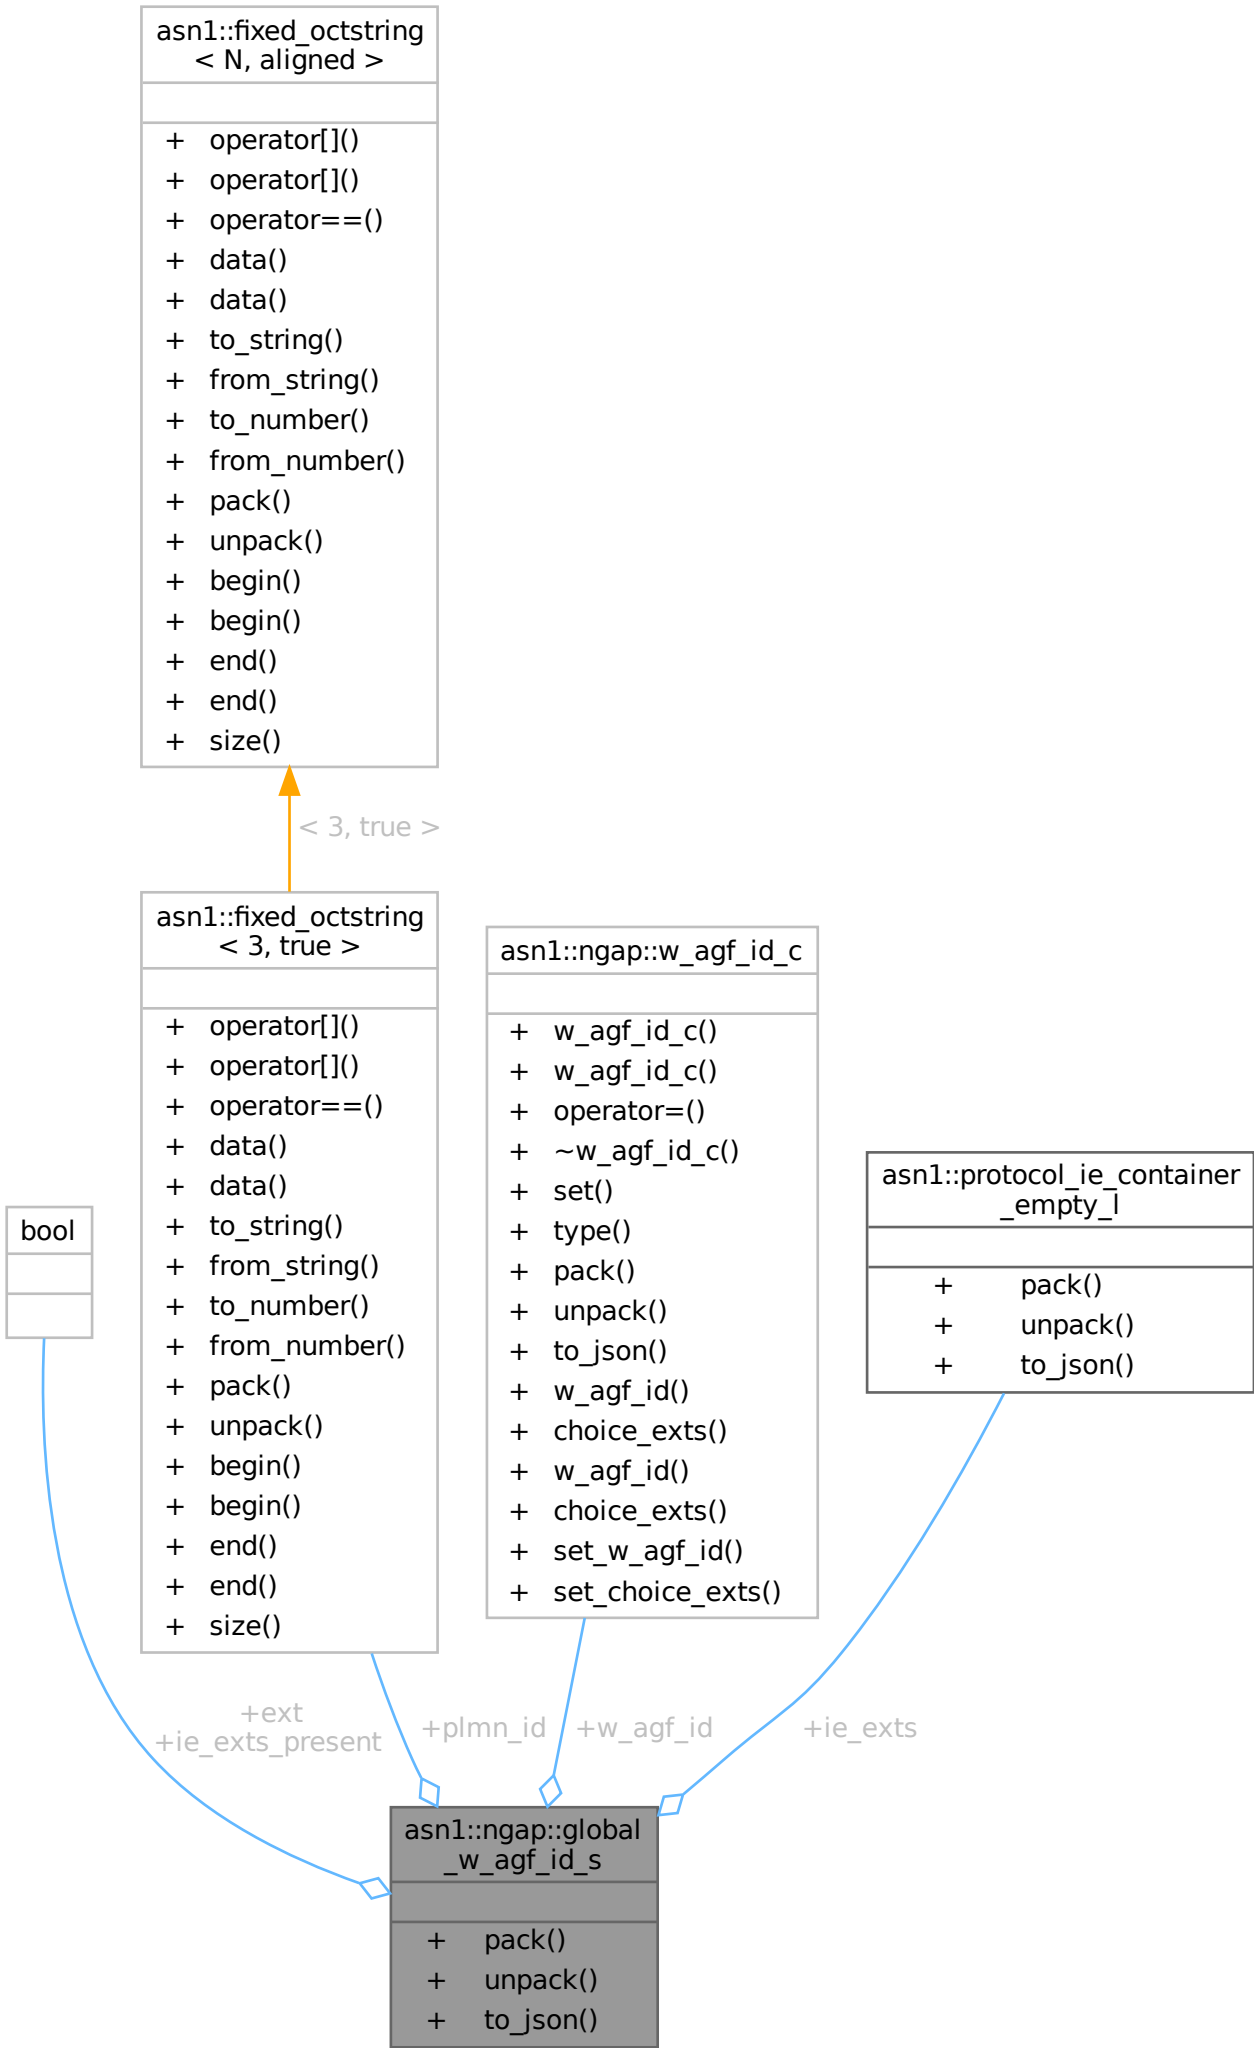 asn1::fixed_octstring
< N, aligned >
+ operator[]()
+ operator[]()
+ operator==()
+ data()
+ data()
+ to_string()
+ from_string()
+ to_number()
+ from_number()
+ pack()
+ unpack()
+ begin()
+ begin()
+ end()
+ end()
+ size()
< 3, true >
asn1::fixed_octstring
< 3, true >
+ operator[]()
+ operator[]()
+ operator==()
+ data()
+ data()
+ to_string()
+ from_string()
+ to_number()
+ from_number()
+ pack()
+ unpack()
+ begin()
+ begin()
+ end()
+ end()
+ size()
asn1::ngap::w_agf_id_c
+ w_agf_id_c()
+ w_agf_id_c()
+ operator=()
+ ~w_agf_id_c()
+ set()
+ type()
+ pack()
+ unpack()
+ to_json()
+ w_agf_id()
+ choice_exts()
+ w_agf_id()
+ choice_exts()
+ set_w_agf_id()
+ set_choice_exts()
asn1::protocol_ie_container
_empty_l
+ pack()
+ unpack()
+ to_json()
bool
+ext
+ie_exts_present
+plmn_id
+w_agf_id
+ie_exts
asn1::ngap::global
_w_agf_id_s
+ pack()
+ unpack()
+ to_json()